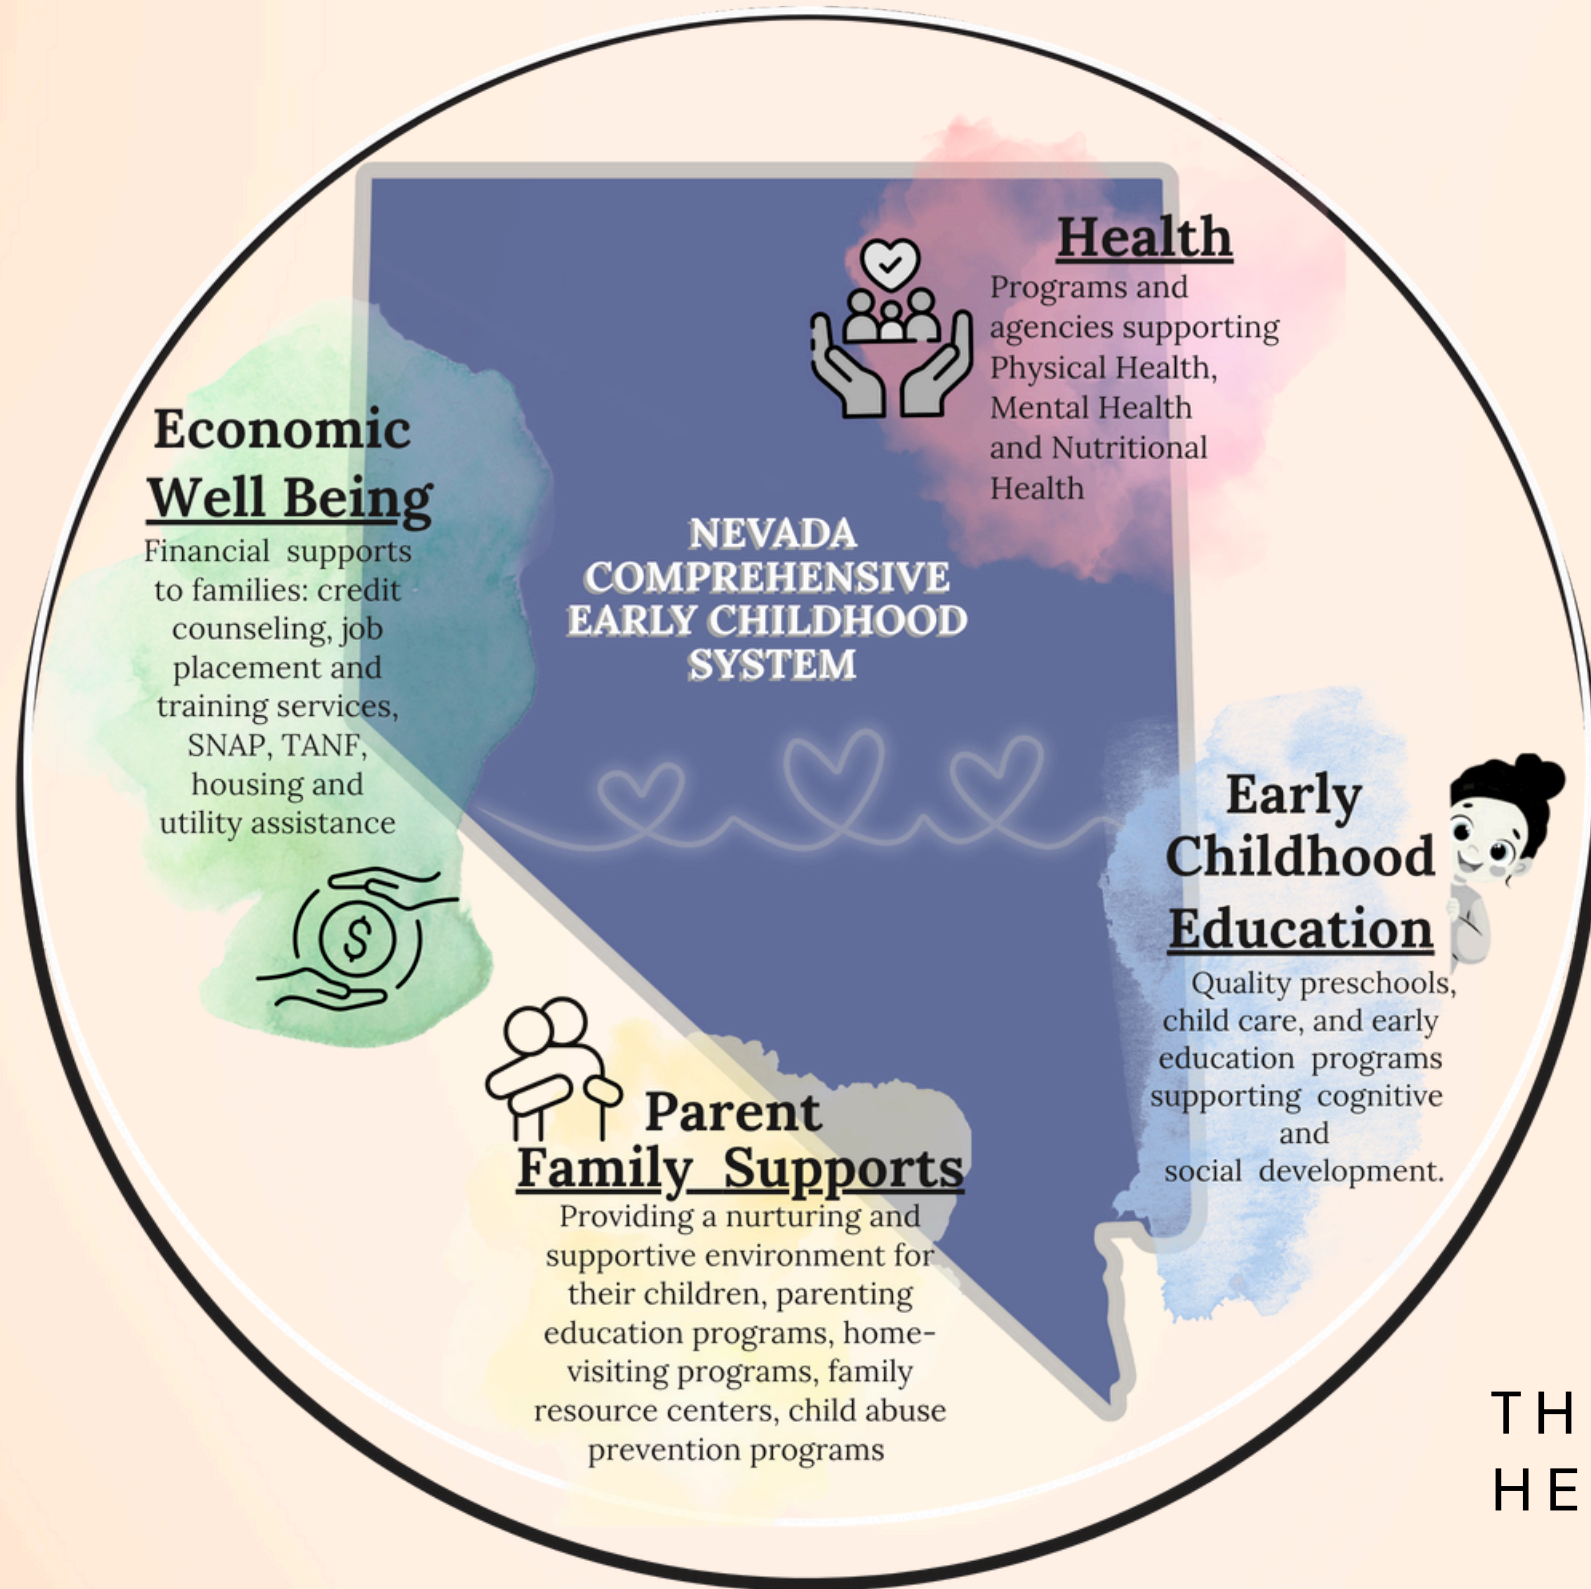 Health
Programs and
agencies supporting
Physical Health,
Mental Health
and Nutritional
Health
Economic
Well Being
Financial supports
to families: credit
counseling, job
placement and
training services,
SNAP, TANF,
housing and
utility assistance
$
NEVADA
COMPREHENSIVE
EARLY CHILDHOOD
SYSTEM
Early
Childhood
Education
Quality preschools,
child care, and early
education programs
supporting cognitive
and
social development.
Parent
Family Supports
Providing a nurturing and
supportive environment for
their children, parenting
education programs, home-
visiting programs, family
resource centers, child abuse
prevention programs
TH
HE